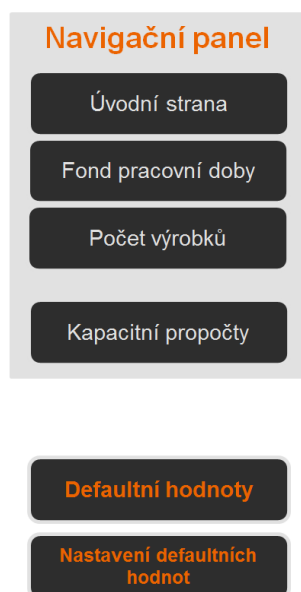 Navigační panel
Úvodní strana
Fond pracovní doby
Počet výrobků
Kapacitní propočty
Defaultní hodnoty
Nastavení defaultních
hodnot